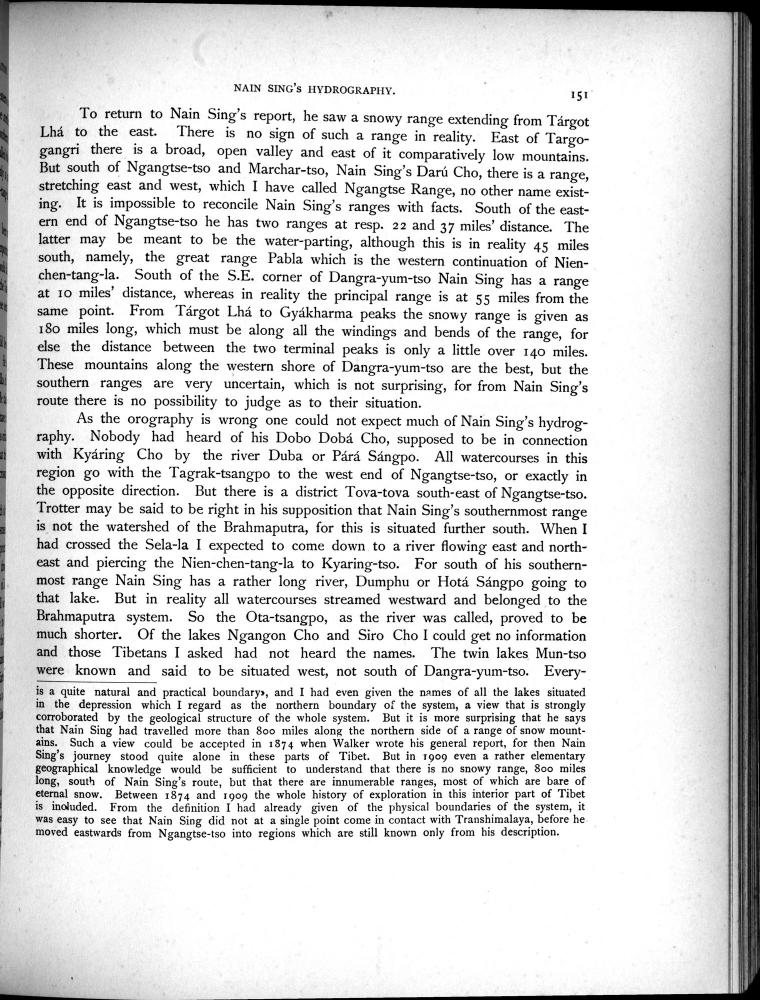 NAIN SING'S HYDROGRAPHY.
151
To return to Nain Sing's report, he saw a snowy range extending from Tárgot
Lhá to the east. There is no sign of such a range in reality. East of Targo-
gangri there is a broad, open valley and east of it comparatively low mountains.
But south of Ngangtse-tso and Marchar-tso, Nain Sing's Darú Cho, there is a range,
stretching east and west, which I have called Ngangtse Range, no other name exist-
ing. It is impossible to reconcile Nain Sing's ranges with facts. South of the east-
ern end of Ngangtse-tso he has two ranges at resp. 22 and 37 miles' distance. The
latter may be meant to be the water-parting, although this is in reality 45 miles
south, namely, the great range Pabla which is the western continuation of Nien-
chen-tang-la. South of the S.E. corner of Dangra-yum-tso Nain Sing has a range
at 10 miles' distance, whereas in reality the principal range is at 55 miles from the
same point. From Tárgot Lhá to Gyákharma peaks the snowy range is given as
180 miles long, which must be along all the windings and bends of the range, for
else the distance between the two terminal peaks is only a little over 140 miles.
These mountains along the western shore of Dangra-yum-tso are the best, but the
southern ranges are very uncertain, which is not surprising, for from Nain Sing's
route there is no possibility to judge as to their situation.
As the orography is wrong one could not expect much of Nain Sing's hydrog-
raphy. Nobody had heard of his Dobo Dobá Cho, supposed to be in connection
with Kyáring Cho by the river Duba or Párá Sángpo. All watercourses in this
region go with the Tagrak-tsangpo to the west end of Ngangtse-tso, or exactly in
the opposite direction. But there is a district Tova-tova south-east of Ngangtse-tso.
Trotter may be said to be right in his supposition that Nain Sing's southernmost range
is not the watershed of the Brahmaputra, for this is situated further south. When I
had crossed the Sela-la I expected to come down to a river flowing east and north-
east and piercing the Nien-chen-tang-la to Kyaring-tso. For south of his southern-
most range Nain Sing has a rather long river, Dumphu or Hotá Sángpo going to
that lake. But in reality all watercourses streamed westward and belonged to the
Brahmaputra system. So the Ota-tsangpo, as the river was called, proved to be
much shorter. Of the lakes Ngangon Cho and Siro Cho I could get no information
and those Tibetans I asked had not heard the names. The twin lakes Mun-tso
were known and said to be situated west, not south of Dangra-yum-tso. Every-
is a quite natural and practical boundary», and I had even given the names of all the lakes situated
in the depression which I regard as the northern boundary of the system, a view that is strongly
corroborated by the geological structure of the whole system. But it is more surprising that he says
that Nain Sing had travelled more than 800 miles along the northern side of a range of snow mount-
ains. Such a view could be accepted in 1874 when Walker wrote his general report, for then Nain
Sing's journey stood quite alone in these parts of Tibet. But in 1909 even a rather elementary
geographical knowledge would be sufficient to understand that there is no snowy range, 800 miles
long, south of Nain Sing's route, but that there are innumerable ranges, most of which are bare of
eternal snow. Between 1874 and 1909 the whole history of exploration in this interior part of Tibet
is included. From the definition I had already given of the physical boundaries of the system, it
was easy to see that Nain Sing did not at a single point come in contact with Transhimalaya, before he
moved eastwards from Ngangtse-tso into regions which are still known only from his description.